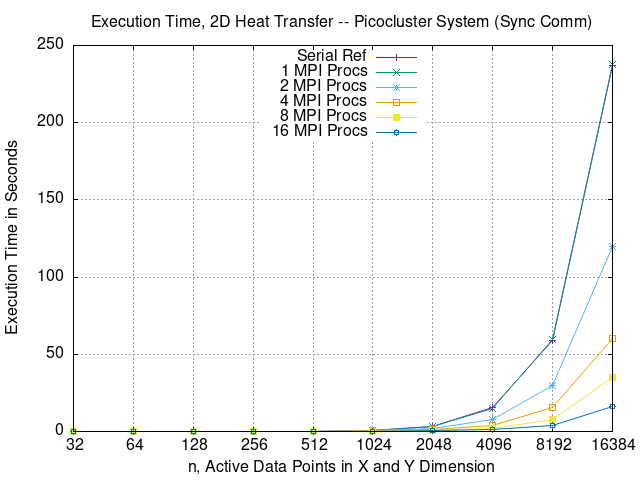 Execution Time, 2D Heat Transfer -- Picocluster System (Sync Comm)
250
200
150
100
50
0
Execution Time in Seconds
Serial Ref
1 MPI Procs
2 MPI Procs
4 MPI Procs
8 MPI Procs
16 MPI Procs
32 64 128 256 512 1024 2048 4096 8192 16384
n, Active Data Points in X and Y Dimension